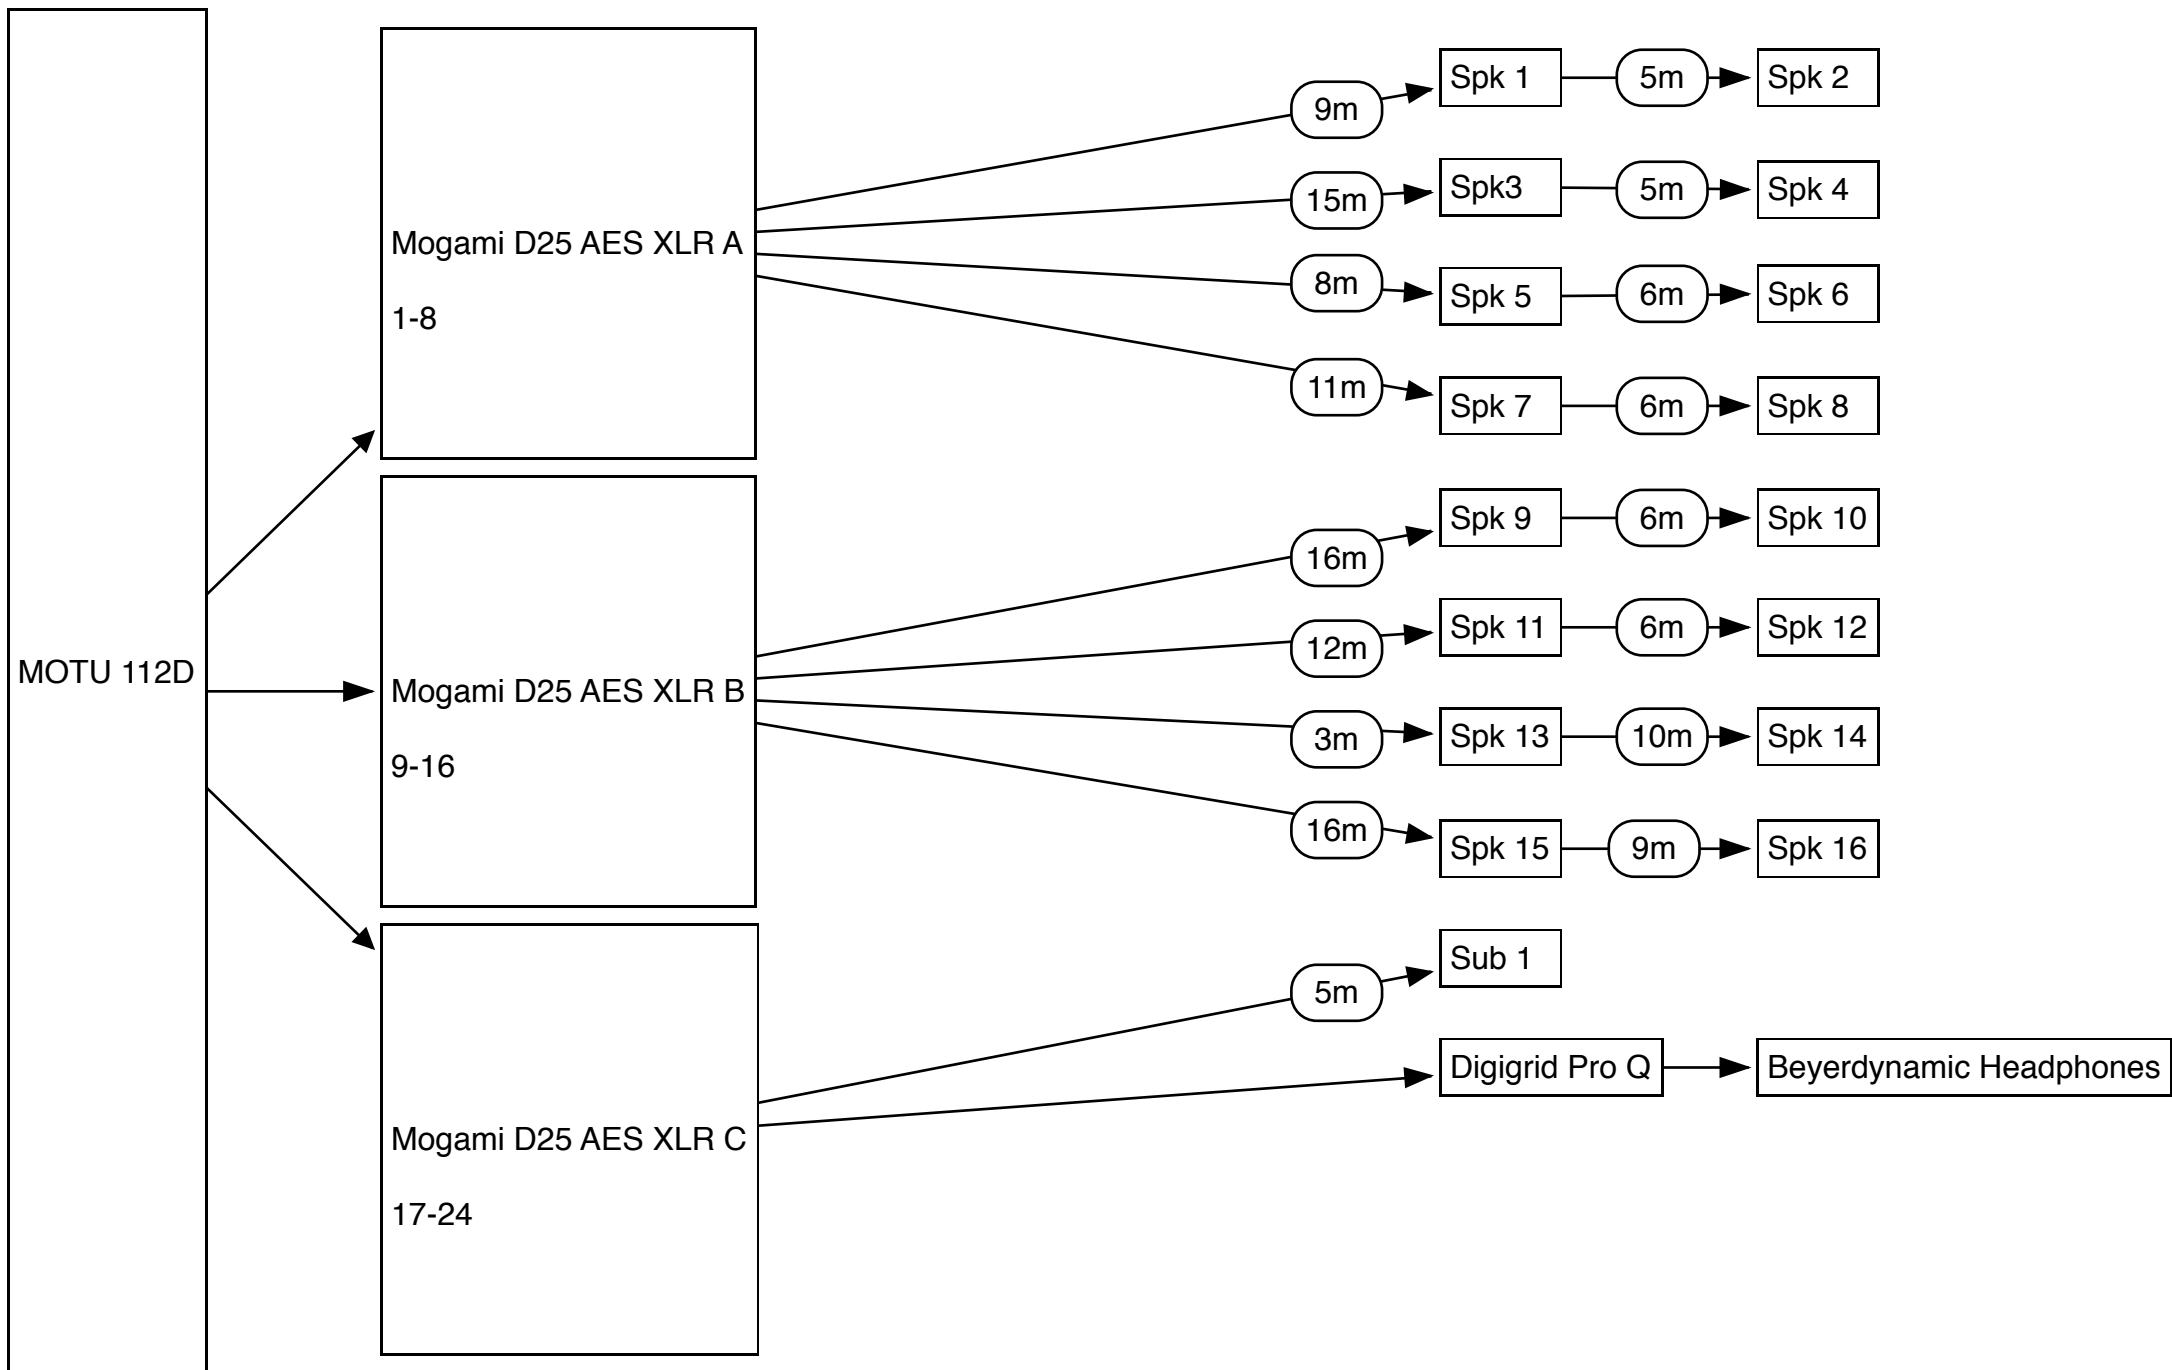 MOTU 112D
Mogami D25 AES XLR A
1-8
9m
Spk 1
5m
Spk 2
15m
Spk3
5m
Spk 4
8m
Spk 5
6m
Spk 6
11m
Spk 7
6m
Spk 8
Mogami D25 AES XLR B
9-16
16m
Spk 9
6m
Spk 10
12m
Spk 11
6m
Spk 12
3m
Spk 13
10m
Spk 14
16m
Spk 15
9m
Spk 16
Mogami D25 AES XLR C
17-24
5m
Sub 1
Digigrid Pro Q
Beyerdynamic Headphones